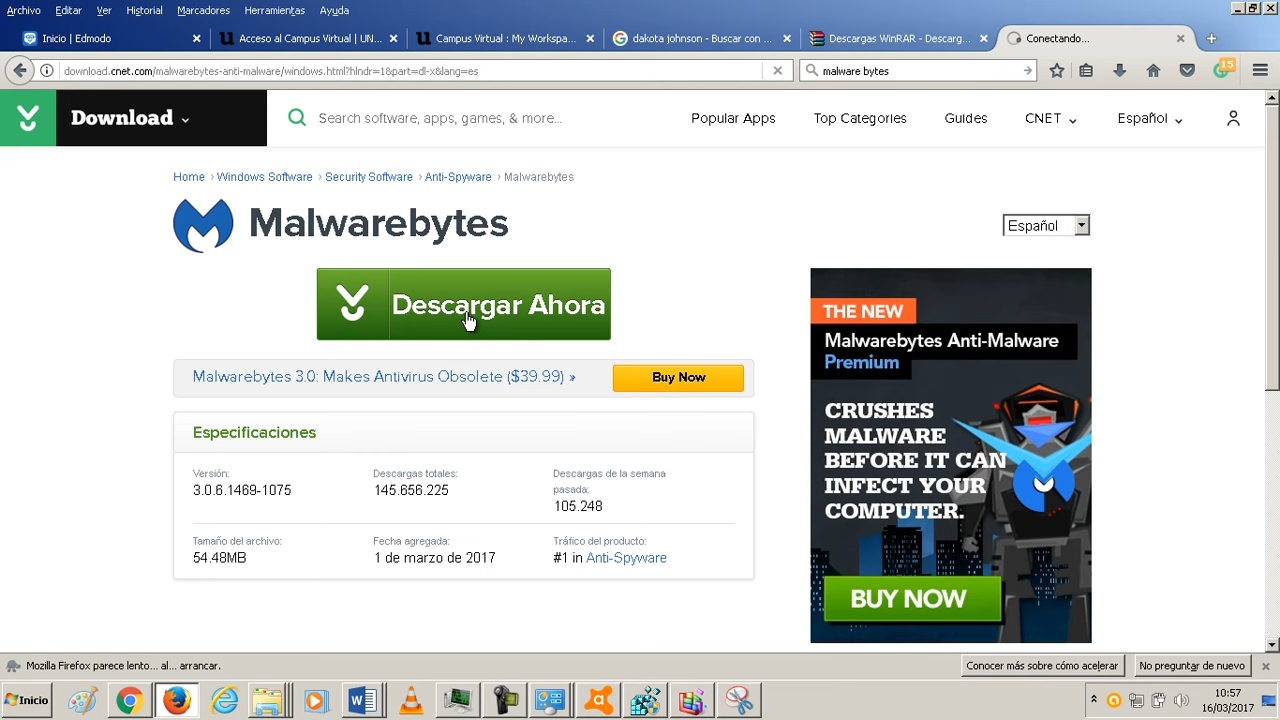 Archivo Editar Ver Historial Marcadores Herramientas Ayuda
Inicio | Edmodo
Acceso al Campus Virtual | UN...
Campus Virtual : My Workspa...
dakota johnson - Buscar con ...
Descargas WinRAR - Descarg...
Conectando...
download.cnet.com/malwarebytes-anti-malware/windows.html?hlndr=1&part=dl-x&lang=es
malware bytes
15
Download
Search software, apps, games, & more...
Popular Apps
Top Categories
Guides
CNET
Español
Home › Windows Software › Security Software › Anti-Spyware › Malwarebytes
Malwarebytes
Español
Descargar Ahora
Malwarebytes 3.0: Makes Antivirus Obsolete ($39.99) »
Buy Now
Especificaciones
Versión:
3.0.6.1469-1075
Descargas totales:
145.656.225
Descargas de la semana
pasada:
105.248
Tamaño del archivo:
54.48MB
Fecha agregada:
1 de marzo de 2017
Tráfico del producto:
#1 in Anti-Spyware
THE NEW
Malwarebytes Anti-Malware
Premium
CRUSHES
MALWARE
BEFORE IT CAN
INFECT YOUR
COMPUTER.
BUY NOW
Mozilla Firefox parece lento... al... arrancar.
Conocer más sobre cómo acelerar
No preguntar de nuevo
Inicio
10:57
16/03/2017